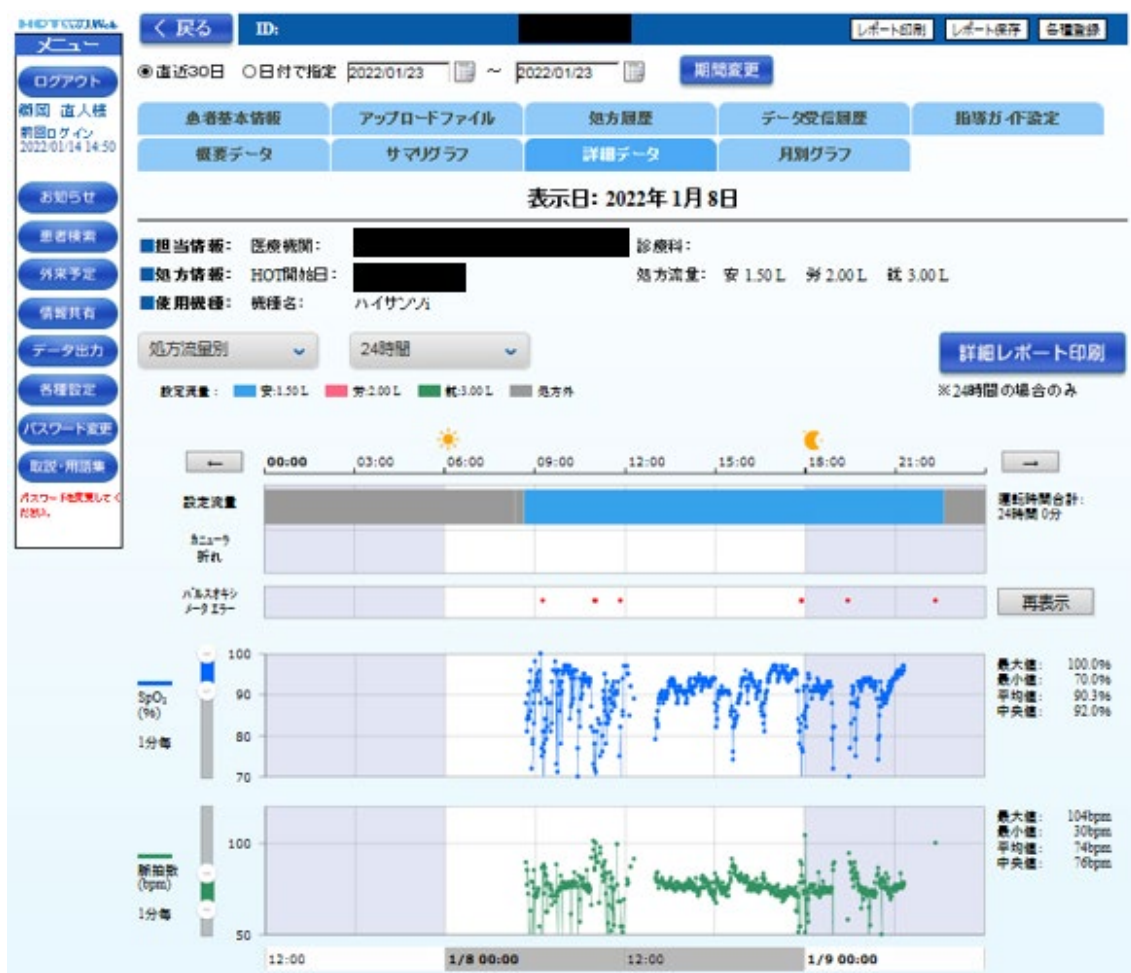 メニュー
ログアウト
前回ログイン
2022/01/14 14:50
お知らせ
患者検索
外来予定
情報共有
データ出力
各種設定
パスワード変更
取説・用語集
パスワードを変更してください。
く 戻る
ID:
レポート印刷
レポート保存
各種登録
直近30日
日付で指定
2022/01/23
~
2022/01/23
期間変更
患者基本情報
アップロードファイル
処方履歴
データ受信履歴
指導ガイド設定
概要データ
サマリグラフ
詳細データ
月別グラフ
表示日: 2022年 1月 8日
■担当情報: 医療機関:
診療科:
■処方情報: HOT開始日:
処方流量: 安 1.50 L 労 2.00 L 就 3.00 L
■使用機種: 機種名:
処方流量別
24時間
詳細レポート印刷
※24時間の場合のみ
設定流量: 安:1.50 L 労:2.00 L 就:3.00 L 処方外
←
00:00
03:00
06:00
09:00
12:00
15:00
18:00
21:00
→
設定流量
運転時間合計:
24時間 0分
カニューラ
折れ
パルスオキシ
メータ エラー
再表示
SpO₂
(%)
1分毎
100
90
80
70
最大値: 100.0%
最小値: 70.0%
平均値: 90.3%
中央値: 92.0%
脈拍数
(bpm)
1分毎
100
50
最大値: 104bpm
最小値: 30bpm
平均値: 74bpm
中央値: 76bpm
12:00
1/8 00:00
12:00
1/9 00:00